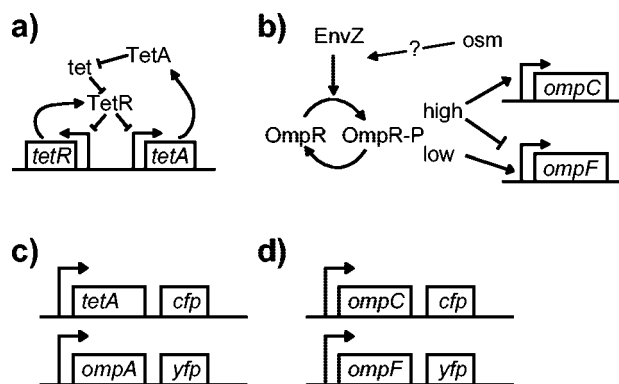 a)
TetA
tet
TetR
tetR
tetA
b)
EnvZ
?
osm
OmpR
OmpR-P
high
low
ompC
ompF
c)
tetA
cfp
ompA
yfp
d)
ompC
cfp
ompF
yfp